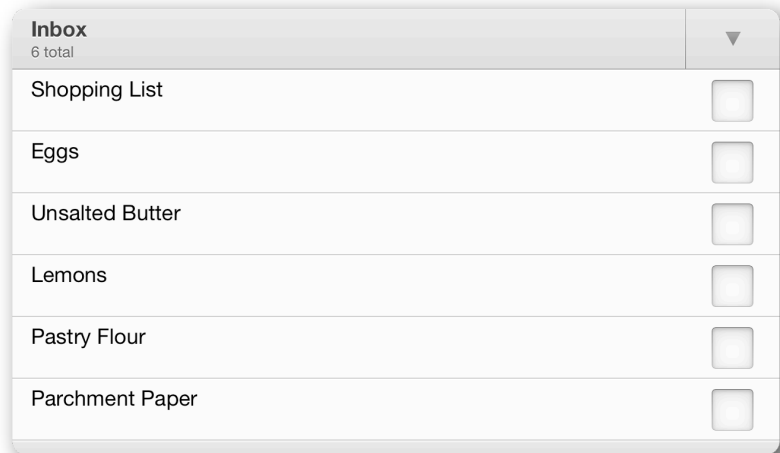 Inbox
6 total
Shopping List
Eggs
Unsalted Butter
Lemons
Pastry Flour
Parchment Paper